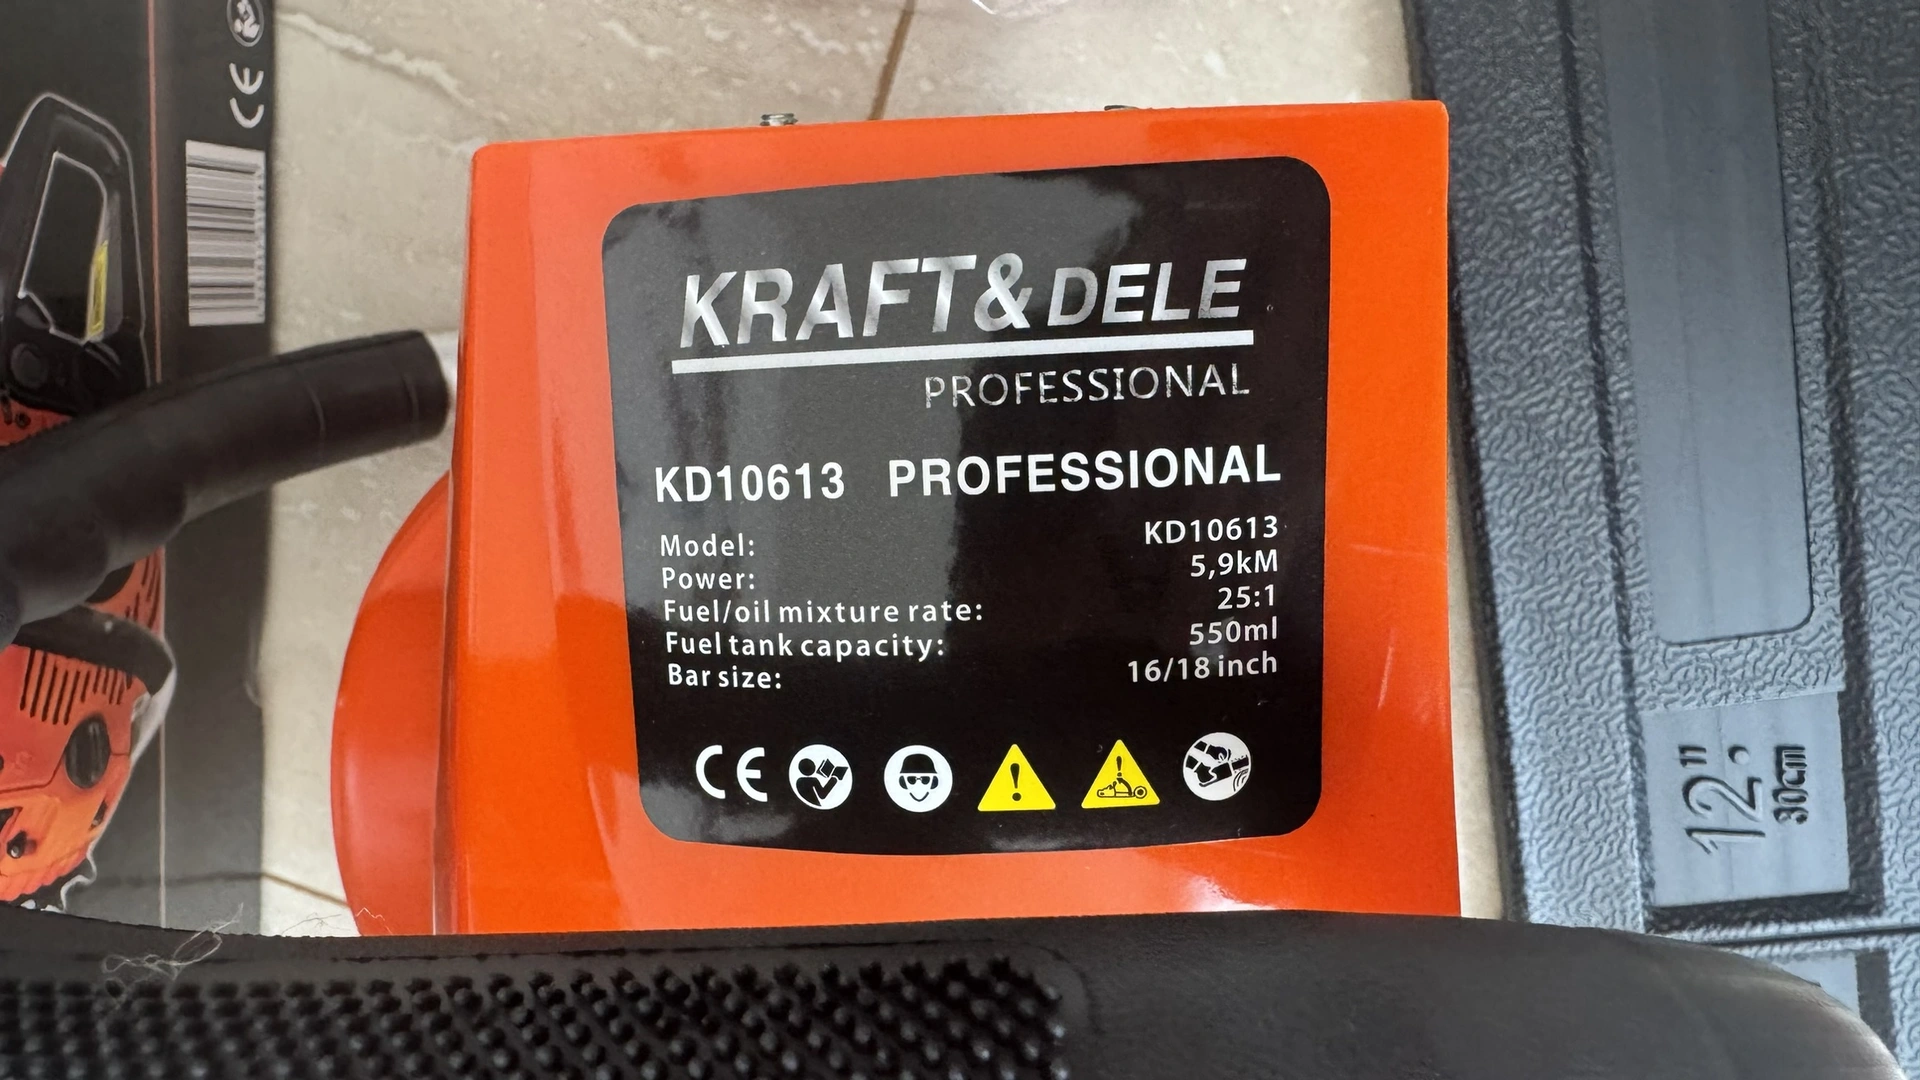 KRAFT&DELE
PROFESSIONAL
KD10613 PROFESSIONAL
Model: KD10613
Power: 5,9kM
Fuel/oil mixture rate: 25:1
Fuel tank capacity: 550ml
Bar size: 16/18 inch
CE
CE
12"
30cm